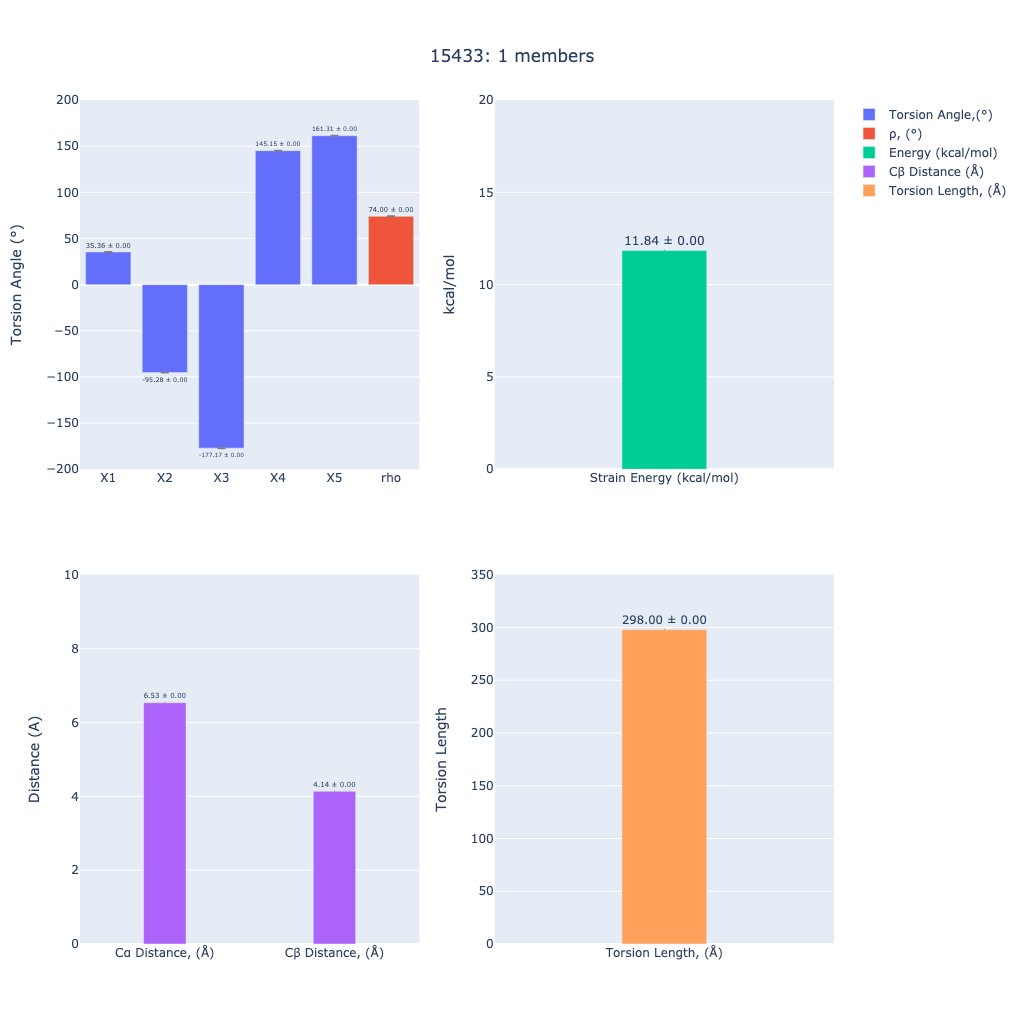 15433: 1 members
200
150
100
50
0
−50
−100
−150
−200
Torsion Angle (°)
35.36 ± 0.00
-95.28 ± 0.00
-177.17 ± 0.00
145.15 ± 0.00
161.31 ± 0.00
74.00 ± 0.00
X1 X2 X3 X4 X5 rho
20
15
10
5
0
kcal/mol
11.84 ± 0.00
Strain Energy (kcal/mol)
Torsion Angle,(°)
ρ, (°)
Energy (kcal/mol)
Cβ Distance (Å)
Torsion Length, (Å)
10
8
6
4
2
0
Distance (A)
6.53 ± 0.00
4.14 ± 0.00
Cα Distance, (Å) Cβ Distance, (Å)
350
300
250
200
150
100
50
0
Torsion Length
298.00 ± 0.00
Torsion Length, (Å)